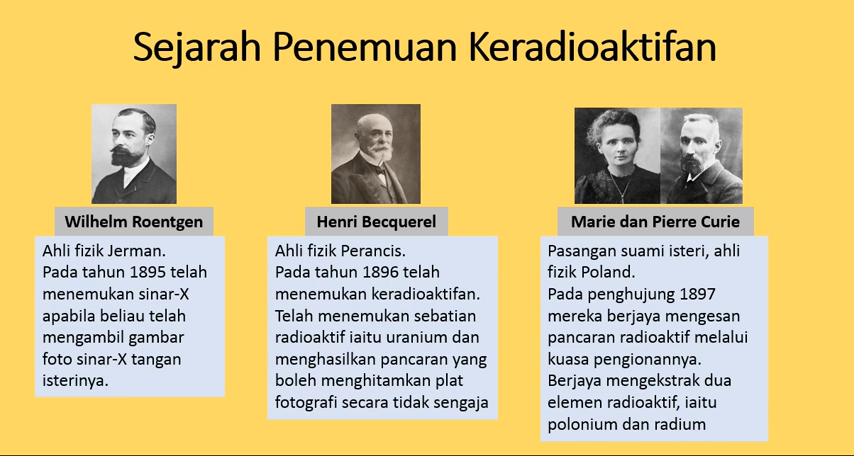 Sejarah Penemuan Keradioaktifan
Wilhelm Roentgen
Ahli fizik Jerman.
Pada tahun 1895 telah
menemukan sinar-X
apabila beliau telah
mengambil gambar
foto sinar-X tangan
isterinya.
Henri Becquerel
Ahli fizik Perancis.
Pada tahun 1896 telah
menemukan keradioaktifan.
Telah menemukan sebatian
radioaktif iaitu uranium dan
menghasilkan pancaran yang
boleh menghitamkan plat
fotografi secara tidak sengaja
Marie dan Pierre Curie
Pasangan suami isteri, ahli
fizik Poland.
Pada penghujung 1897
mereka berjaya mengesan
pancaran radioaktif melalui
kuasa pengionannya.
Berjaya mengekstrak dua
elemen radioaktif, iaitu
polonium dan radium